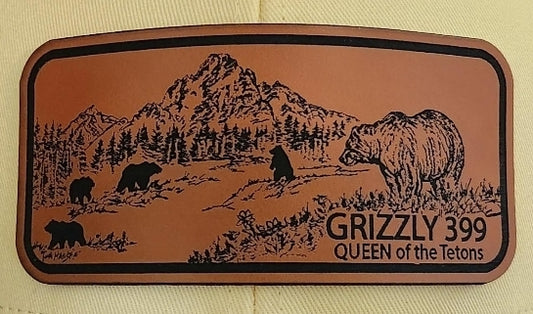 GRIZZLY 399
QUEEN of the Tetons